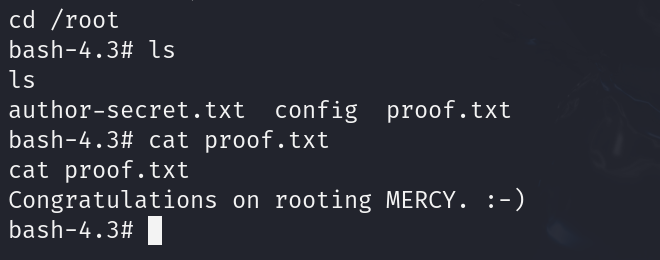 cd /root
bash-4.3# ls
ls
author-secret.txt  config  proof.txt
bash-4.3# cat proof.txt
cat proof.txt
Congratulations on rooting MERCY. :-)
bash-4.3#